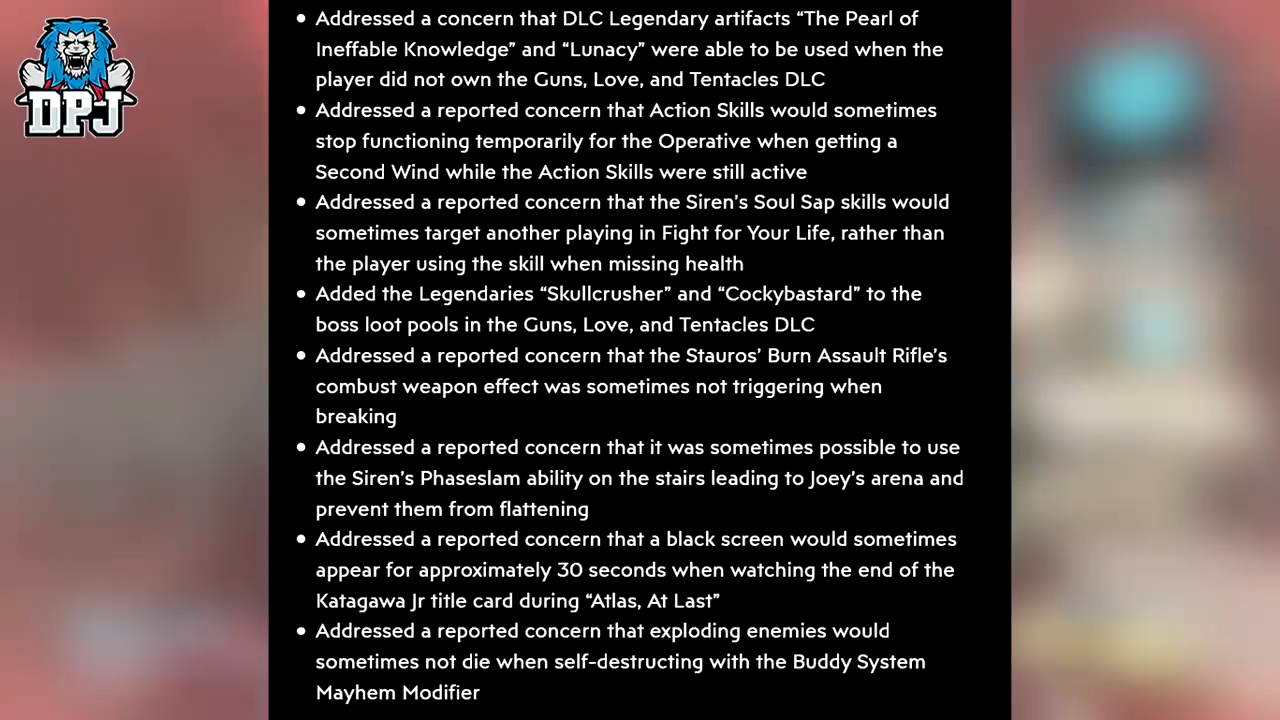 DPJ
• Addressed a concern that DLC Legendary artifacts “The Pearl of
Ineffable Knowledge” and “Lunacy” were able to be used when the
player did not own the Guns, Love, and Tentacles DLC
• Addressed a reported concern that Action Skills would sometimes
stop functioning temporarily for the Operative when getting a
Second Wind while the Action Skills were still active
• Addressed a reported concern that the Siren’s Soul Sap skills would
sometimes target another playing in Fight for Your Life, rather than
the player using the skill when missing health
• Added the Legendaries “Skullcrusher” and “Cockybastard” to the
boss loot pools in the Guns, Love, and Tentacles DLC
• Addressed a reported concern that the Stauros’ Burn Assault Rifle’s
combust weapon effect was sometimes not triggering when
breaking
• Addressed a reported concern that it was sometimes possible to use
the Siren’s Phaseslam ability on the stairs leading to Joey’s arena and
prevent them from flattening
• Addressed a reported concern that a black screen would sometimes
appear for approximately 30 seconds when watching the end of the
Katagawa Jr title card during “Atlas, At Last”
• Addressed a reported concern that exploding enemies would
sometimes not die when self-destructing with the Buddy System
Mayhem Modifier